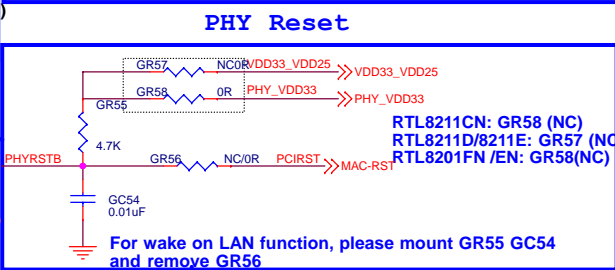 )
PHY Reset
GR57 NC0R VDD33_VDD25 VDD33_VDD25
GR58 0R PHY_VDD33 PHY_VDD33
GR55
4.7K
RTL8211CN: GR58 (NC)
RTL8211D/8211E: GR57 (NC
RTL8201FN /EN: GR58(NC)
PHYRSTB GR56 NC/0R PCIRST MAC-RST
GC54
0.01uF
For wake on LAN function, please mount GR55 GC54
and remove GR56